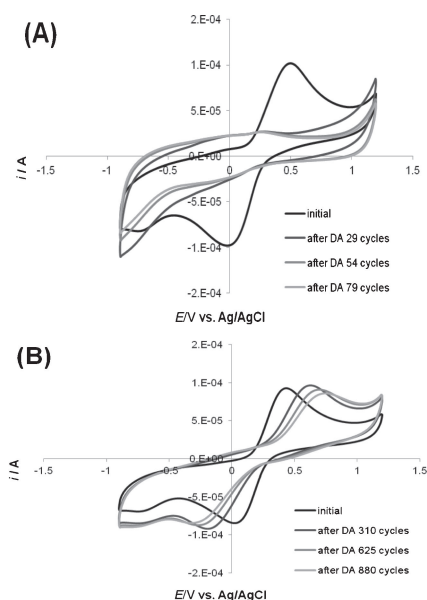 (A)
2.E-04
1.E-04
5.E-05
0.E+00
-5.E-05
-1.E-04
-2.E-04
-1.5
-1
-0.5
0
0.5
1
1.5
i / A
initial
after DA 29 cycles
after DA 54 cycles
after DA 79 cycles
E/V vs. Ag/AgCl
(B)
2.E-04
1.E-04
5.E-05
0.E+00
-5.E-05
-1.E-04
-2.E-04
-1.5
-1
-0.5
0
0.5
1
1.5
i / A
initial
after DA 310 cycles
after DA 625 cycles
after DA 880 cycles
E/V vs. Ag/AgCl